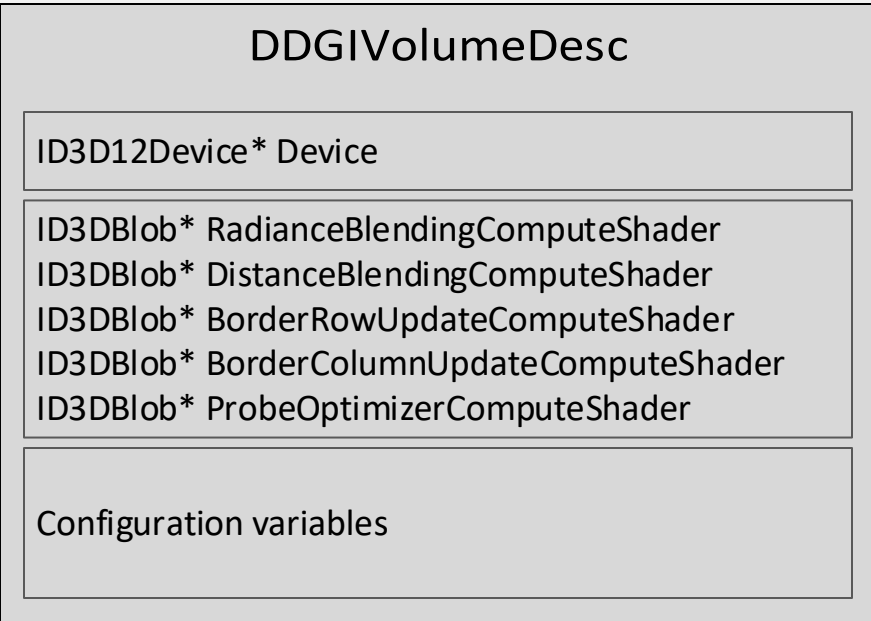 DDGIVolumeDesc
ID3D12Device* Device
ID3DBlob* RadianceBlendingComputeShader
ID3DBlob* DistanceBlendingComputeShader
ID3DBlob* BorderRowUpdateComputeShader
ID3DBlob* BorderColumnUpdateComputeShader
ID3DBlob* ProbeOptimizerComputeShader
Configuration variables